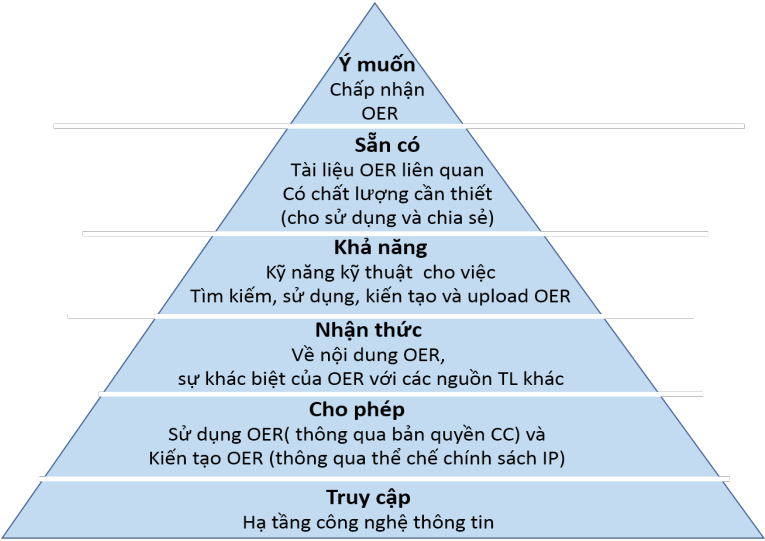 Ý muốn
Chấp nhận
OER
Sẵn có
Tài liệu OER liên quan
Có chất lượng cần thiết
(cho sử dụng và chia sẻ)
Khả năng
Kỹ năng kỹ thuật cho việc
Tìm kiếm, sử dụng, kiến tạo và upload OER
Nhận thức
Về nội dung OER,
sự khác biệt của OER với các nguồn TL khác
Cho phép
Sử dụng OER( thông qua bản quyền CC) và
Kiến tạo OER (thông qua thể chế chính sách IP)
Truy cập
Hạ tầng công nghệ thông tin